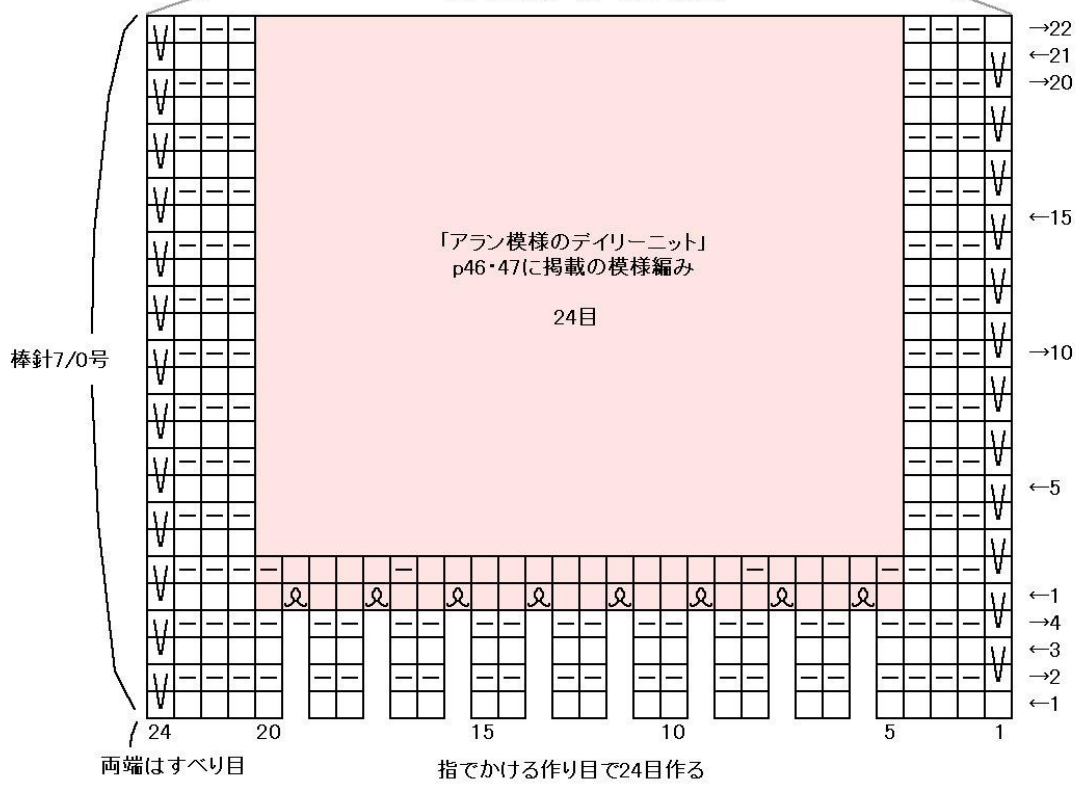 →22
←21
→20
←15
「アラン模様のデイリーニット」
p46・47に掲載の模様編み
24目
棒針7/0号
→10
←5
←1
→4
←3
→2
←1
24 20 15 10 5 1
両端はすべり目
指でかける作り目で24目作る